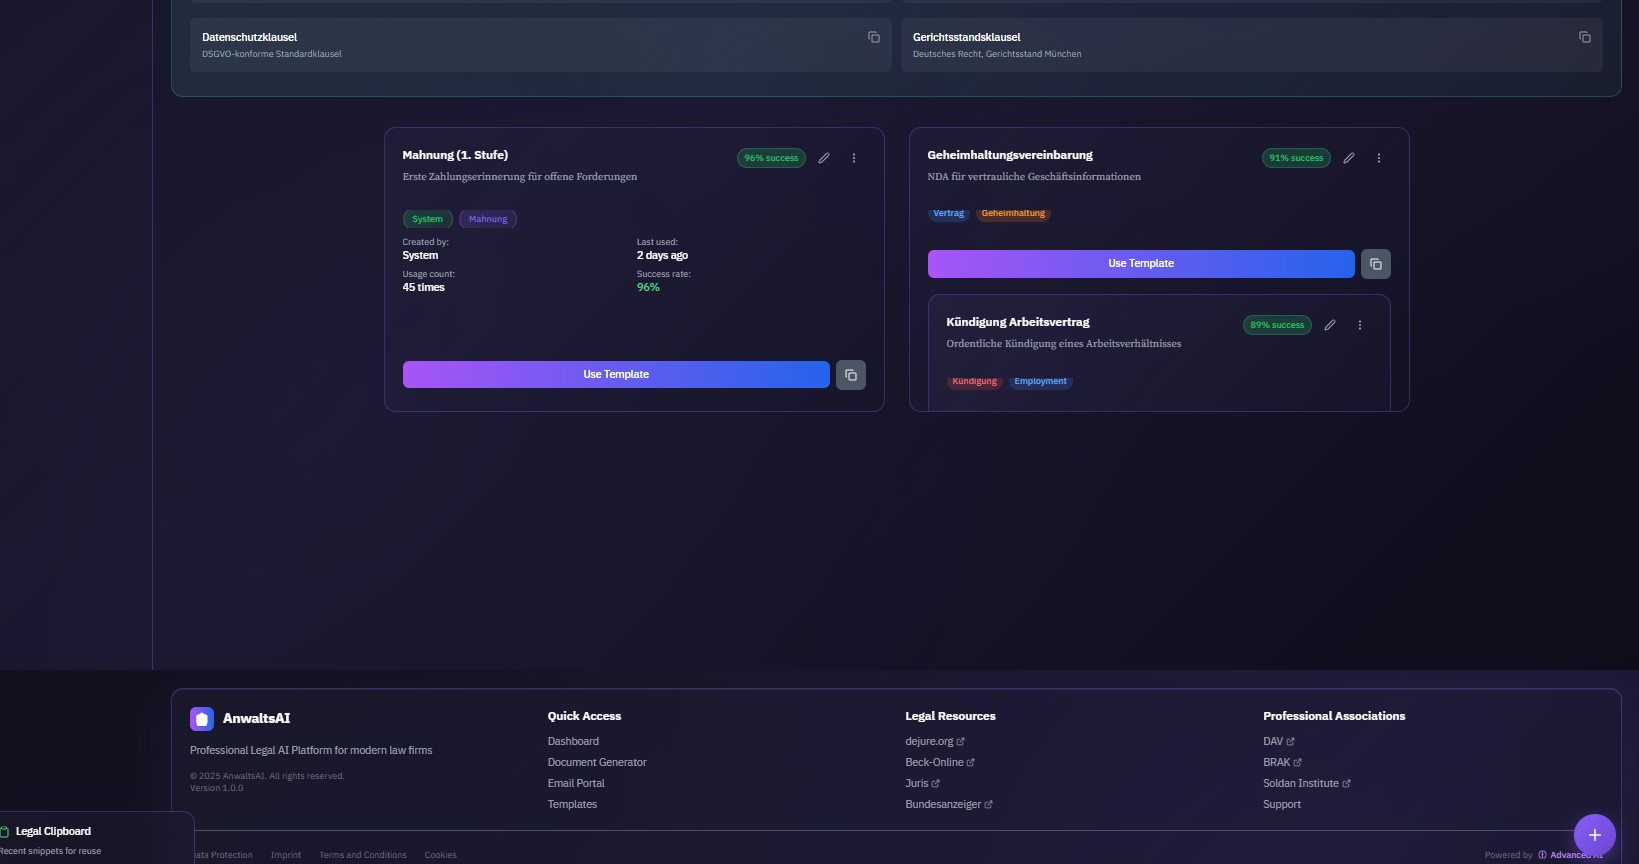 Datenschutzklausel
DSGVO-konforme Standardklausel
Gerichtsstandsklausel
Deutsches Recht, Gerichtsstand München
Mahnung (1. Stufe)
96% success
Erste Zahlungserinnerung für offene Forderungen
System
Mahnung
Created by:
System
Last used:
2 days ago
Usage count:
45 times
Success rate:
96%
Use Template
Geheimhaltungsvereinbarung
91% success
NDA für vertrauliche Geschäftsinformationen
Vertrag
Geheimhaltung
Use Template
Kündigung Arbeitsvertrag
89% success
Ordentliche Kündigung eines Arbeitsverhältnisses
Kündigung
Employment
AnwaltsAI
Professional Legal AI Platform for modern law firms
© 2025 AnwaltsAI. All rights reserved.
Version 1.0.0
Quick Access
Dashboard
Document Generator
Email Portal
Templates
Legal Resources
dejure.org
Beck-Online
Juris
Bundesanzeiger
Professional Associations
DAV
BRAK
Soldan Institute
Support
Legal Clipboard
Recent snippets for reuse
ata Protection
Imprint
Terms and Conditions
Cookies
Powered by
Advanced AI